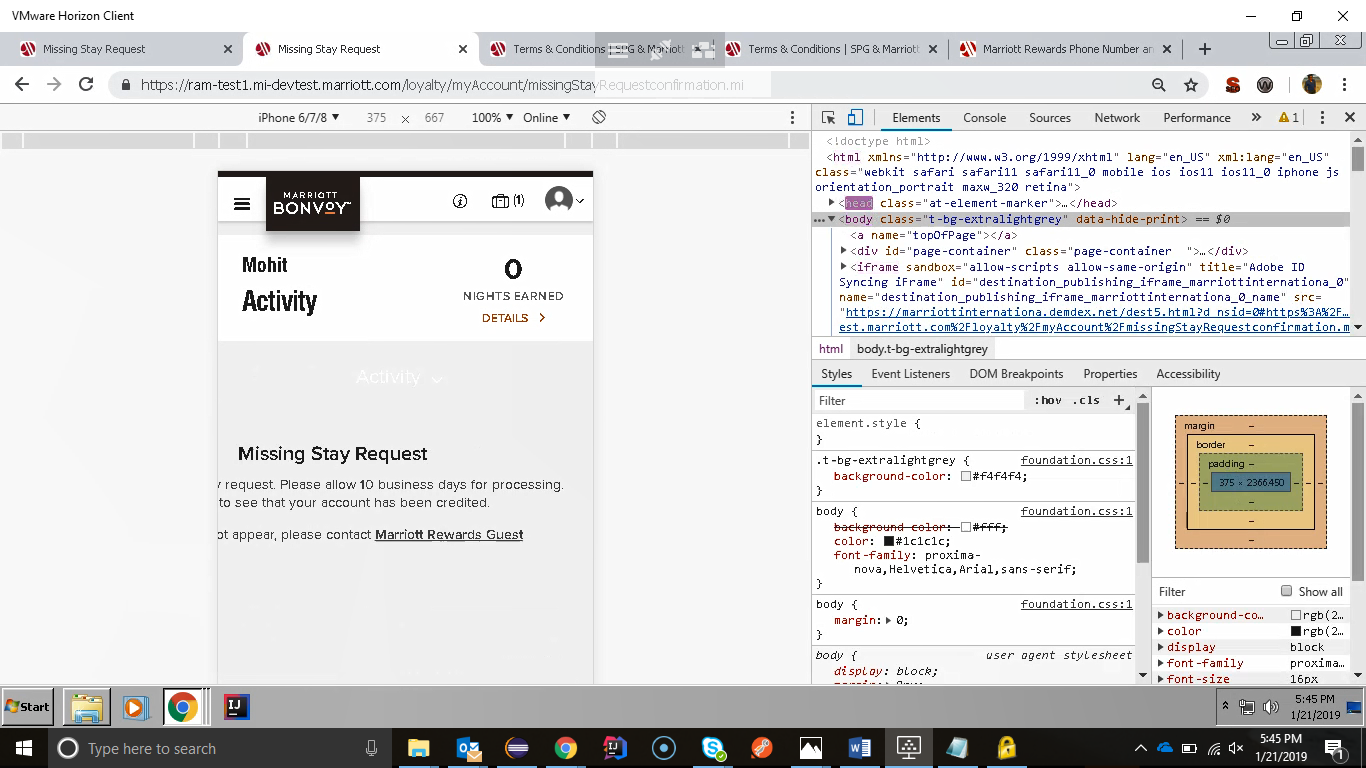 VMware Horizon Client
Missing Stay Request
Missing Stay Request
Terms & Conditions | SPG & Marriott
Terms & Conditions | SPG & Marriott
Marriott Rewards Phone Number an
https://ram-test1.mi-devtest.marriott.com/loyalty/myAccount/missingStayRequestconfirmation.mi
iPhone 6/7/8 ▼ 375 × 667 100% ▼ Online ▼
Elements Console Sources Network Performance » 1
<!doctype html>
<html xmlns="http://www.w3.org/1999/xhtml" lang="en_US" xml:lang="en_US"
class="webkit safari safari11 safari11_0 mobile ios ios11 ios11_0 iphone js
orientation_portrait maxw_320 retina">
<head class="at-element-marker">…</head>
<body class="t-bg-extralightgrey" data-hide-print> == $0
<a name="topOfPage"></a>
<div id="page-container" class="page-container  ">…</div>
<iframe sandbox="allow-scripts allow-same-origin" title="Adobe ID
Syncing iFrame" id="destination_publishing_iframe_marriottinternationa_0"
name="destination_publishing_iframe_marriottinternationa_0_name" src=
"https://marriottinternationa.demdex.net/dest5.html?d_nsid=0#https%3A%2F…
est.marriott.com%2Floyalty%2FmyAccount%2FmissingStayRequestconfirmation.m
html body.t-bg-extralightgrey
Styles Event Listeners DOM Breakpoints Properties Accessibility
Filter :hov .cls +
element.style {
}
.t-bg-extralightgrey { foundation.css:1
background-color: #f4f4f4;
}
body { foundation.css:1
background-color: #fff;
color: #1c1c1c;
font-family: proxima-
nova,Helvetica,Arial,sans-serif;
}
body { foundation.css:1
margin: 0;
}
body { user agent stylesheet
display: block;
margin
border
padding
375 × 2366.450
Filter Show all
background-co… rgb(2…
color rgb(2…
display block
font-family proxima…
font-size 16px
MARRIOTT
BONVOY™
(1)
Mohit
Activity
0
NIGHTS EARNED
DETAILS
Activity
Missing Stay Request
y request. Please allow 10 business days for processing.
to see that your account has been credited.
ot appear, please contact Marriott Rewards Guest
Start
IJ
5:45 PM
1/21/2019
Type here to search
5:45 PM
1/21/2019
1